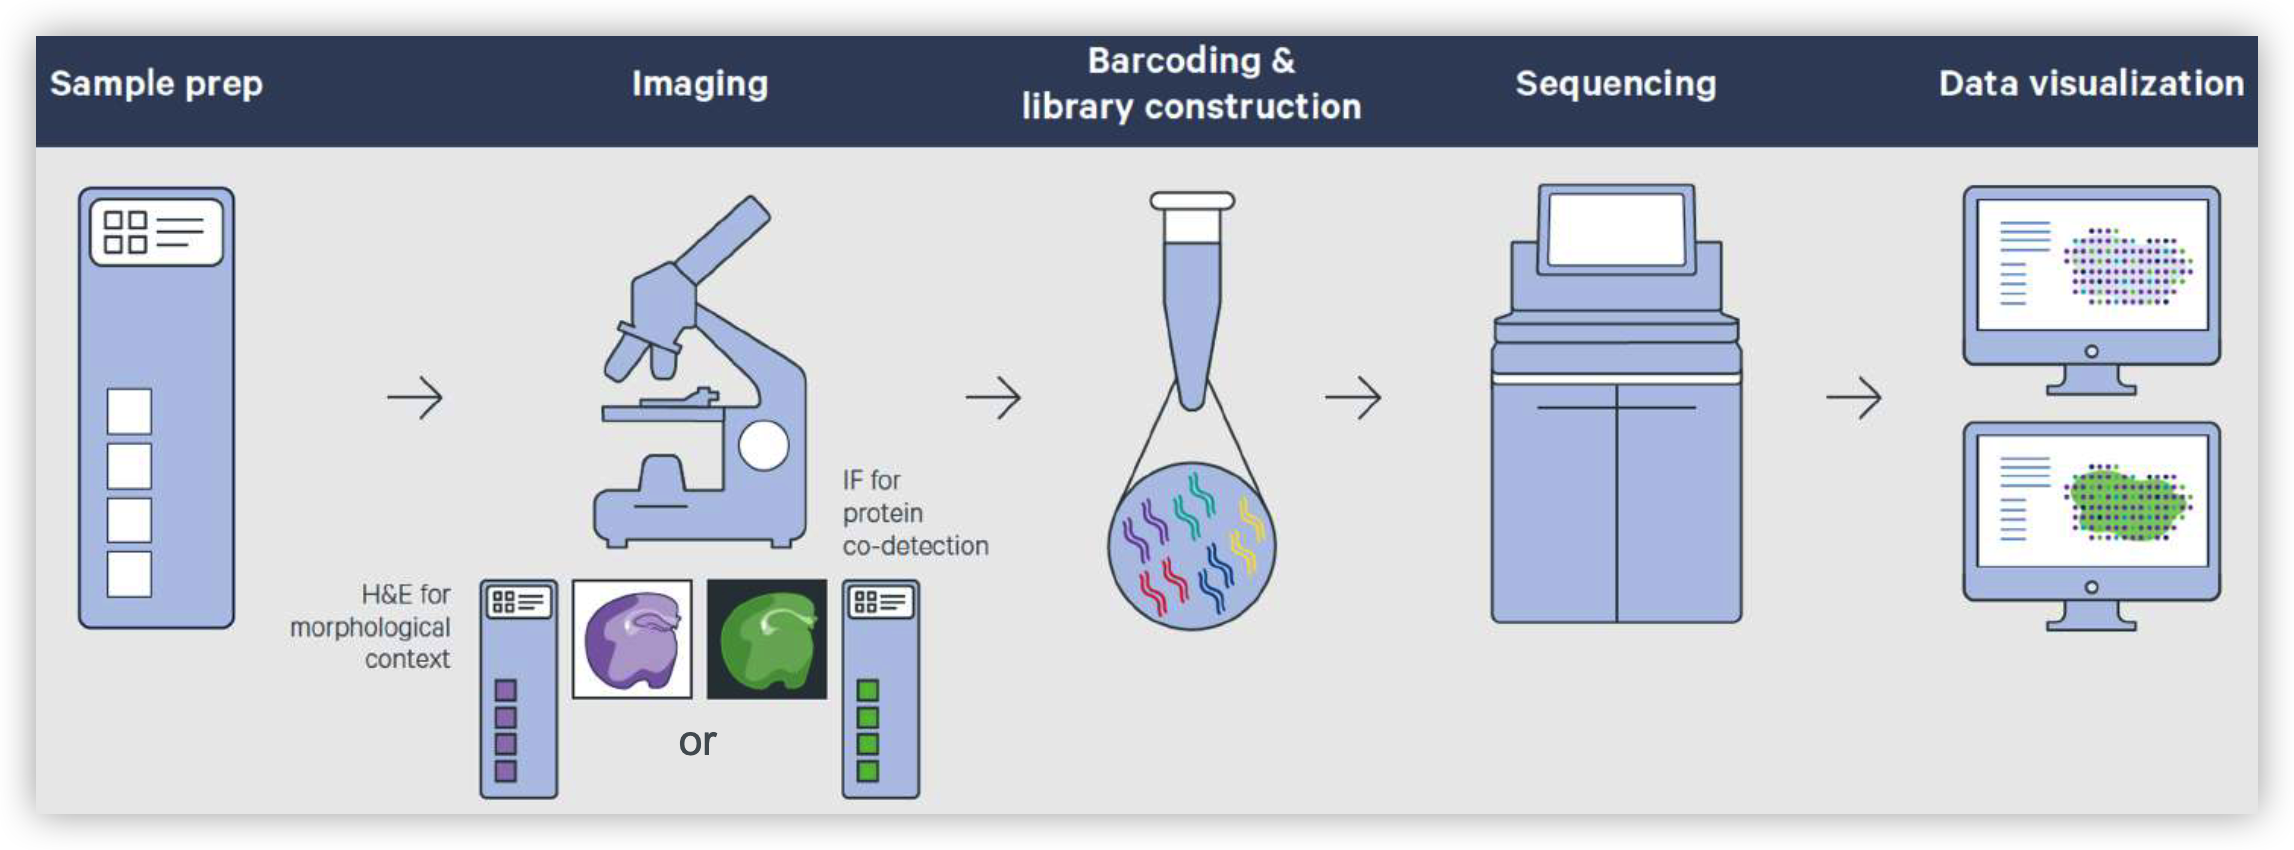 Sample prep
Imaging
Barcoding &
library construction
Sequencing
Data visualization
IF for
protein
co-detection
H&E for
morphological
context
or